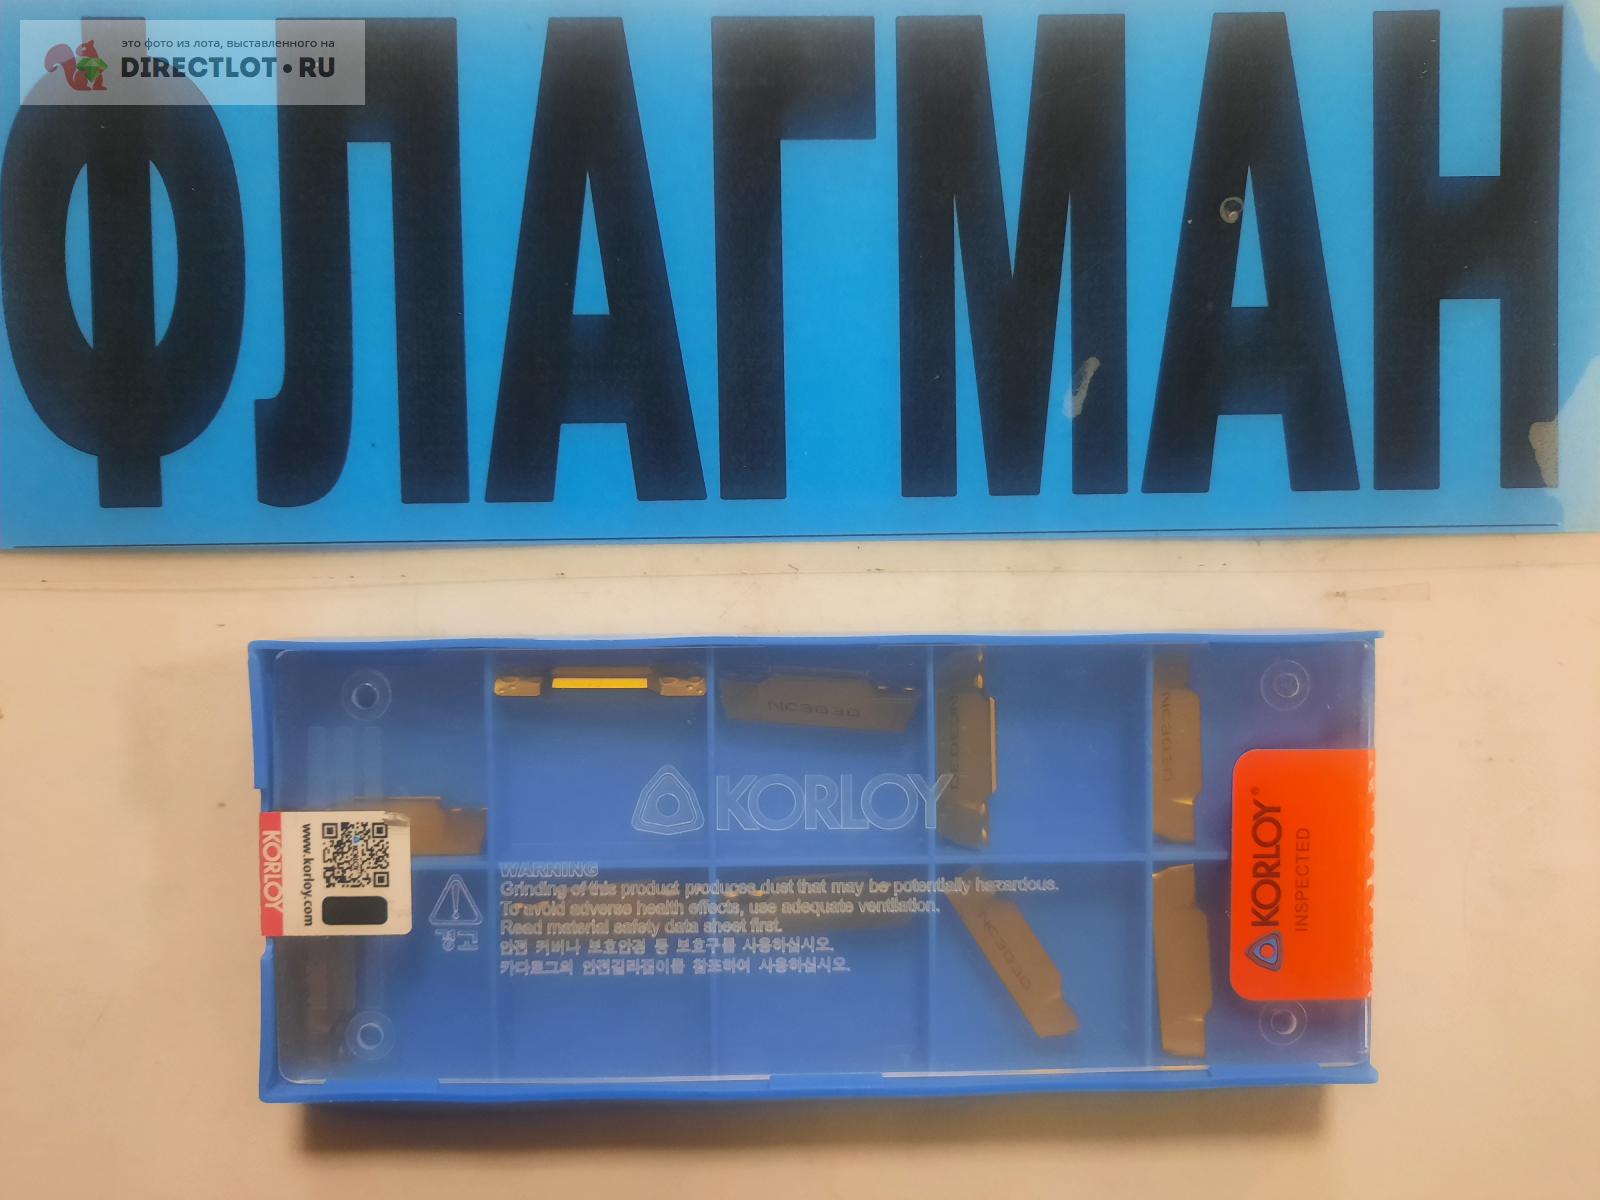 это фото из лота, выставленного на
DIRECTLOT•RU
ФЛАГМАН
NC3030
NC3030
NC3030
KORLOY
KORLOY
www.korloy.com
WARNING
Grinding of this product produces dust that may be potentially hazardous.
To avoid adverse health effects, use adequate ventilation.
Read material safety data sheet first.
경고
안전 커버나 보호안경 등 보호구를 사용하십시오.
카다로그의 안전길라잡이를 참조하여 사용하십시오.
NC3030
KORLOY®
INSPECTED